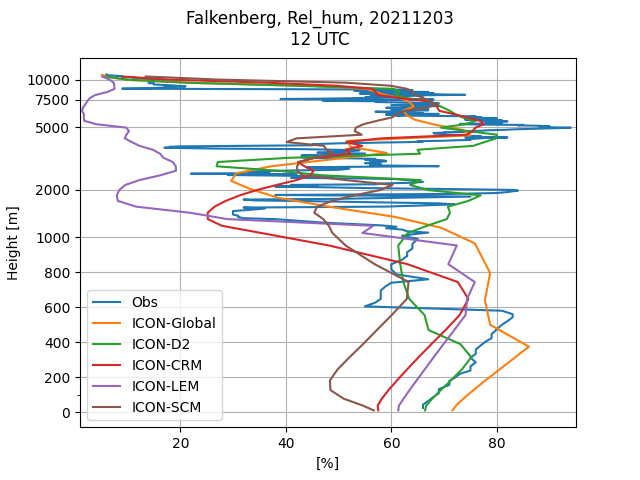 Falkenberg, Rel_hum, 20211203
12 UTC
10000
7500
5000
2000
1000
800
600
400
200
0
Height [m]
Obs
ICON-Global
ICON-D2
ICON-CRM
ICON-LEM
ICON-SCM
20 40 60 80
[%]